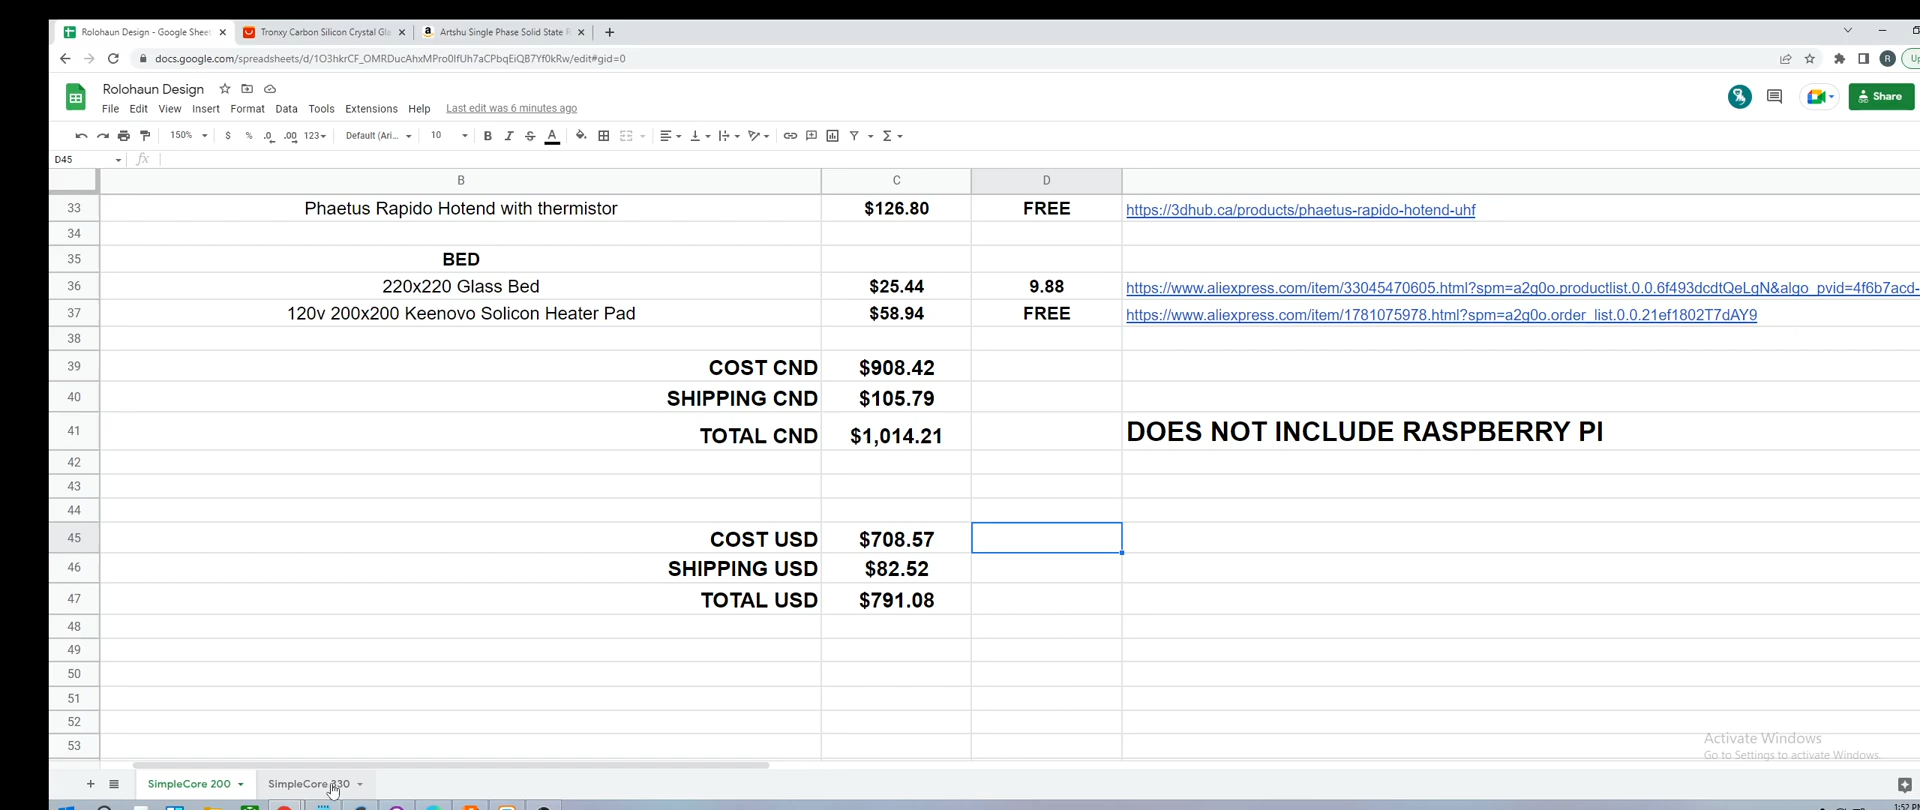 Rolohaun Design - Google Sheet
Tronxy Carbon Silicon Crystal Gla
Artshu Single Phase Solid State R
docs.google.com/spreadsheets/d/1O3hkrCF_OMRDucAhxMPro0lfUh7aCPbqEiQB7Yf0kRw/edit#gid=0
R
Up
Rolohaun Design
File Edit View Insert Format Data Tools Extensions Help Last edit was 6 minutes ago
Share
150% $ % .0 .00 123 Default (Ari... 10 B I S A
D45
fx
B C D
33 Phaetus Rapido Hotend with thermistor $126.80 FREE https://3dhub.ca/products/phaetus-rapido-hotend-uhf
34
35 BED
36 220x220 Glass Bed $25.44 9.88 https://www.aliexpress.com/item/33045470605.html?spm=a2g0o.productlist.0.0.6f493dcdtQeLgN&algo_pvid=4f6b7acd-
37 120v 200x200 Keenovo Solicon Heater Pad $58.94 FREE https://www.aliexpress.com/item/1781075978.html?spm=a2g0o.order_list.0.0.21ef1802T7dAY9
38
39 COST CND $908.42
40 SHIPPING CND $105.79
41 TOTAL CND $1,014.21 DOES NOT INCLUDE RASPBERRY PI
42
43
44
45 COST USD $708.57
46 SHIPPING USD $82.52
47 TOTAL USD $791.08
48
49
50
51
52
53
Activate Windows
Go to Settings to activate Windows.
SimpleCore 200
SimpleCore 330
1:52 P